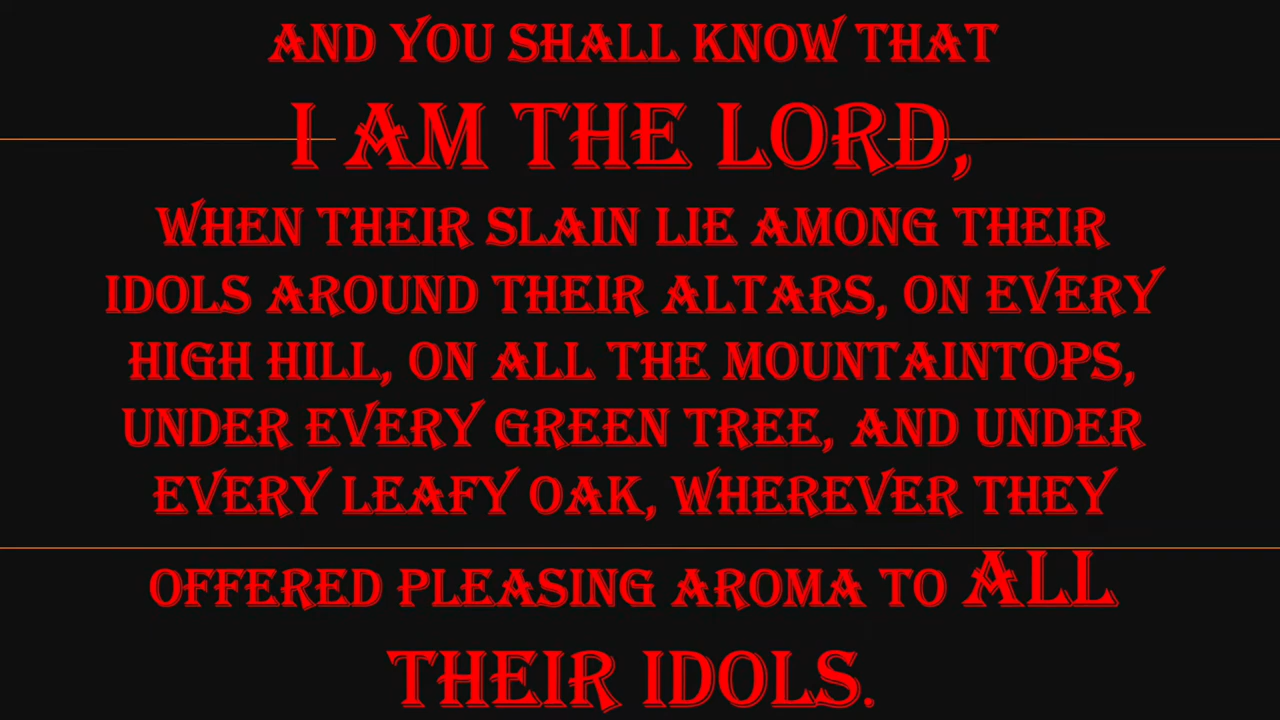 AND YOU SHALL KNOW THAT
I AM THE LORD,
WHEN THEIR SLAIN LIE AMONG THEIR
IDOLS AROUND THEIR ALTARS, ON EVERY
HIGH HILL, ON ALL THE MOUNTAINTOPS,
UNDER EVERY GREEN TREE, AND UNDER
EVERY LEAFY OAK, WHEREVER THEY
OFFERED PLEASING AROMA TO ALL
THEIR IDOLS.